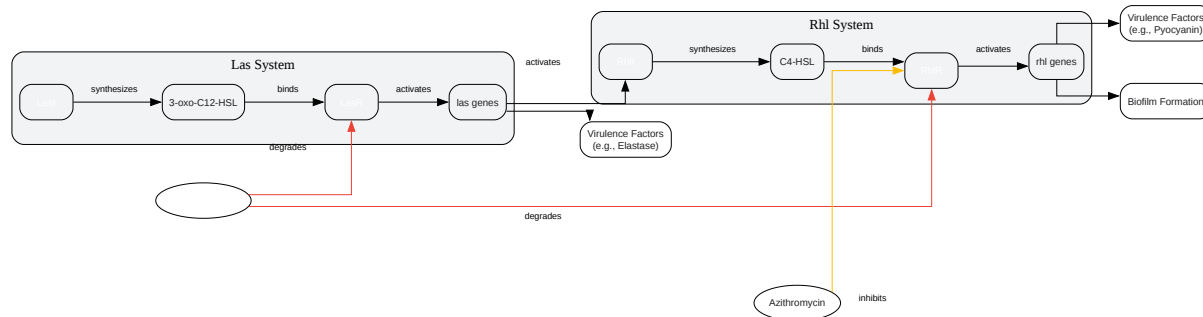 Rhl System
Virulence Factors
(e.g., Pyocyanin)
synthesizes
C4-HSL
binds
activates
rhl genes
Las System
activates
synthesizes
3-oxo-C12-HSL
binds
LasR
activates
las genes
Biofilm Formation
Virulence Factors
(e.g., Elastase)
degrades
degrades
Azithromycin
inhibits